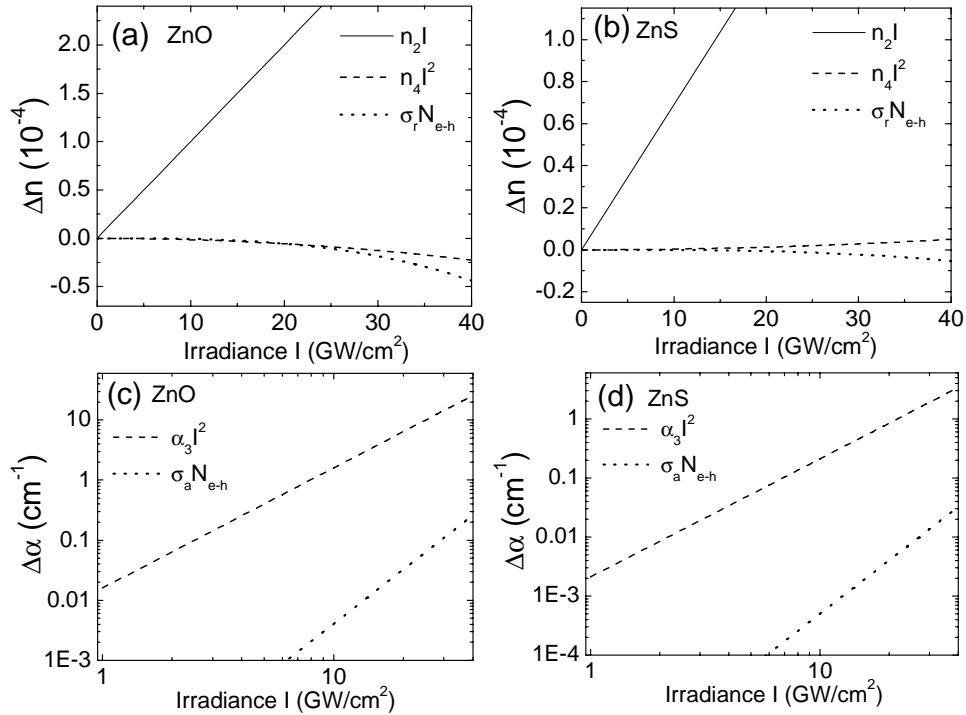 (a) ZnO
n₂I
n₄I²
σᵣNₑ₋ₕ
Δn (10⁻⁴)
2.0
1.5
1.0
0.5
0.0
-0.5
0 10 20 30 40
Irradiance I (GW/cm²)
(b) ZnS
n₂I
n₄I²
σᵣNₑ₋ₕ
Δn (10⁻⁴)
1.0
0.8
0.6
0.4
0.2
0.0
-0.2
0 10 20 30 40
Irradiance I (GW/cm²)
(c) ZnO
α₃I²
σₐNₑ₋ₕ
Δα (cm⁻¹)
10
1
0.1
0.01
1E-3
1 10
Irradiance I (GW/cm²)
(d) ZnS
α₃I²
σₐNₑ₋ₕ
Δα (cm⁻¹)
1
0.1
0.01
1E-3
1E-4
1 10
Irradiance I (GW/cm²)